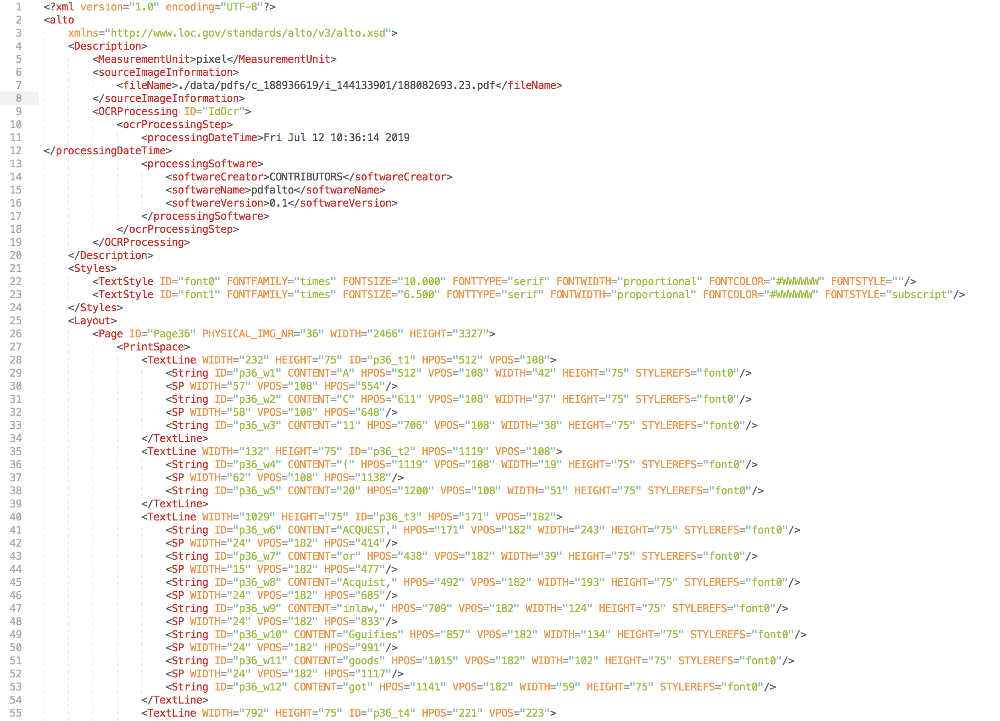 1 <?xml version="1.0" encoding="UTF-8"?>
2 <alto
3 xmlns="http://www.loc.gov/standards/alto/v3/alto.xsd">
4 <Description>
5 <MeasurementUnit>pixel</MeasurementUnit>
6 <sourceImageInformation>
7 <fileName>./data/pdfs/c_188936619/i_144133901/188082693.23.pdf</fileName>
8 </sourceImageInformation>
9 <OCRProcessing ID="IdOcr">
10 <ocrProcessingStep>
11 <processingDateTime>Fri Jul 12 10:36:14 2019
12 </processingDateTime>
13 <processingSoftware>
14 <softwareCreator>CONTRIBUTORS</softwareCreator>
15 <softwareName>pdfalto</softwareName>
16 <softwareVersion>0.1</softwareVersion>
17 </processingSoftware>
18 </ocrProcessingStep>
19 </OCRProcessing>
20 </Description>
21 <Styles>
22 <TextStyle ID="font0" FONTFAMILY="times" FONTSIZE="10.000" FONTTYPE="serif" FONTWIDTH="proportional" FONTCOLOR="#WWWWWW" FONTSTYLE=""/>
23 <TextStyle ID="font1" FONTFAMILY="times" FONTSIZE="6.500" FONTTYPE="serif" FONTWIDTH="proportional" FONTCOLOR="#WWWWWW" FONTSTYLE="subscript"/>
24 </Styles>
25 <Layout>
26 <Page ID="Page36" PHYSICAL_IMG_NR="36" WIDTH="2466" HEIGHT="3327">
27 <PrintSpace>
28 <TextLine WIDTH="232" HEIGHT="75" ID="p36_t1" HPOS="512" VPOS="108">
29 <String ID="p36_w1" CONTENT="A" HPOS="512" VPOS="108" WIDTH="42" HEIGHT="75" STYLEREFS="font0"/>
30 <SP WIDTH="57" VPOS="108" HPOS="554"/>
31 <String ID="p36_w2" CONTENT="C" HPOS="611" VPOS="108" WIDTH="37" HEIGHT="75" STYLEREFS="font0"/>
32 <SP WIDTH="58" VPOS="108" HPOS="648"/>
33 <String ID="p36_w3" CONTENT="11" HPOS="706" VPOS="108" WIDTH="38" HEIGHT="75" STYLEREFS="font0"/>
34 </TextLine>
35 <TextLine WIDTH="132" HEIGHT="75" ID="p36_t2" HPOS="1119" VPOS="108">
36 <String ID="p36_w4" CONTENT="(" HPOS="1119" VPOS="108" WIDTH="19" HEIGHT="75" STYLEREFS="font0"/>
37 <SP WIDTH="62" VPOS="108" HPOS="1138"/>
38 <String ID="p36_w5" CONTENT="20" HPOS="1200" VPOS="108" WIDTH="51" HEIGHT="75" STYLEREFS="font0"/>
39 </TextLine>
40 <TextLine WIDTH="1029" HEIGHT="75" ID="p36_t3" HPOS="171" VPOS="182">
41 <String ID="p36_w6" CONTENT="ACQUEST," HPOS="171" VPOS="182" WIDTH="243" HEIGHT="75" STYLEREFS="font0"/>
42 <SP WIDTH="24" VPOS="182" HPOS="414"/>
43 <String ID="p36_w7" CONTENT="or" HPOS="438" VPOS="182" WIDTH="39" HEIGHT="75" STYLEREFS="font0"/>
44 <SP WIDTH="15" VPOS="182" HPOS="477"/>
45 <String ID="p36_w8" CONTENT="Acquist," HPOS="492" VPOS="182" WIDTH="193" HEIGHT="75" STYLEREFS="font0"/>
46 <SP WIDTH="24" VPOS="182" HPOS="685"/>
47 <String ID="p36_w9" CONTENT="inlaw," HPOS="709" VPOS="182" WIDTH="124" HEIGHT="75" STYLEREFS="font0"/>
48 <SP WIDTH="24" VPOS="182" HPOS="833"/>
49 <String ID="p36_w10" CONTENT="Gguifies" HPOS="857" VPOS="182" WIDTH="134" HEIGHT="75" STYLEREFS="font0"/>
50 <SP WIDTH="24" VPOS="182" HPOS="991"/>
51 <String ID="p36_w11" CONTENT="goods" HPOS="1015" VPOS="182" WIDTH="102" HEIGHT="75" STYLEREFS="font0"/>
52 <SP WIDTH="24" VPOS="182" HPOS="1117"/>
53 <String ID="p36_w12" CONTENT="got" HPOS="1141" VPOS="182" WIDTH="59" HEIGHT="75" STYLEREFS="font0"/>
54 </TextLine>
55 <TextLine WIDTH="792" HEIGHT="75" ID="p36_t4" HPOS="221" VPOS="223">